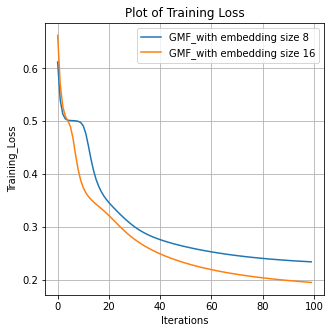 Plot of Training Loss
GMF_with embedding size 8
GMF_with embedding size 16
Training_Loss
0.6
0.5
0.4
0.3
0.2
0 20 40 60 80 100
Iterations